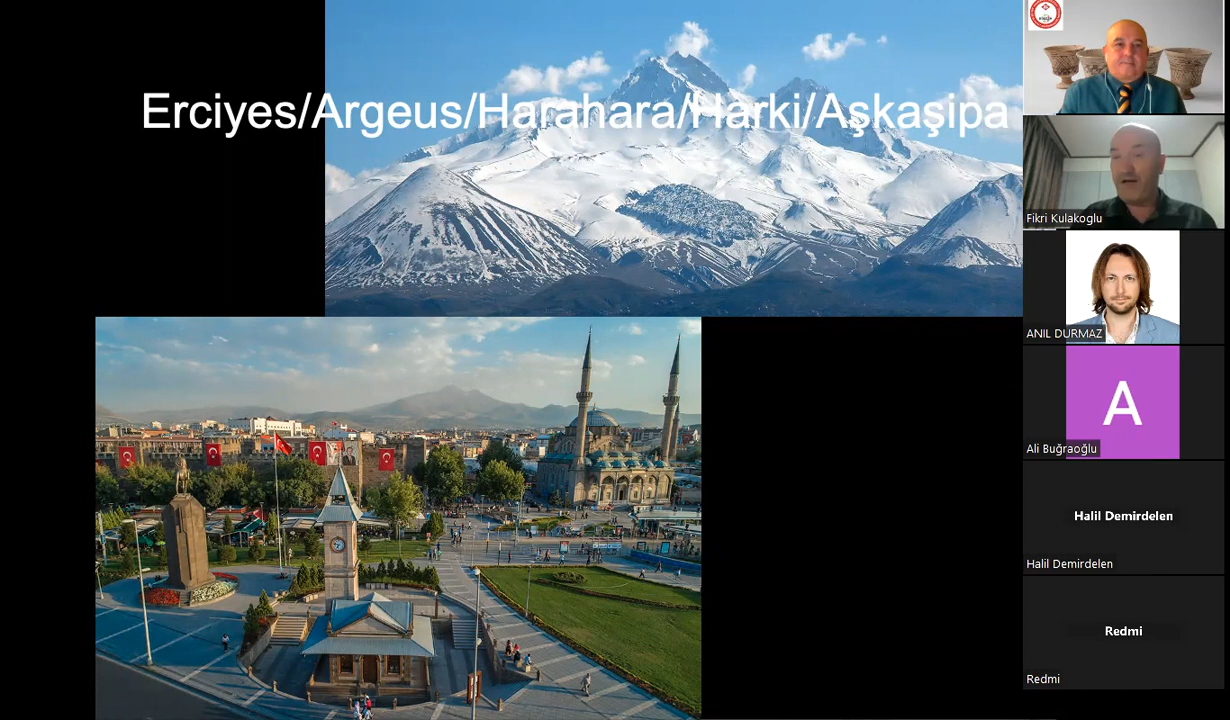 Erciyes/Argeus/Harahara/Harki/Aşkaşipa
Fikri Kulakoglu
ANIL DURMAZ
A
Ali Buğraoğlu
Halil Demirdelen
Halil Demirdelen
Redmi
Redmi